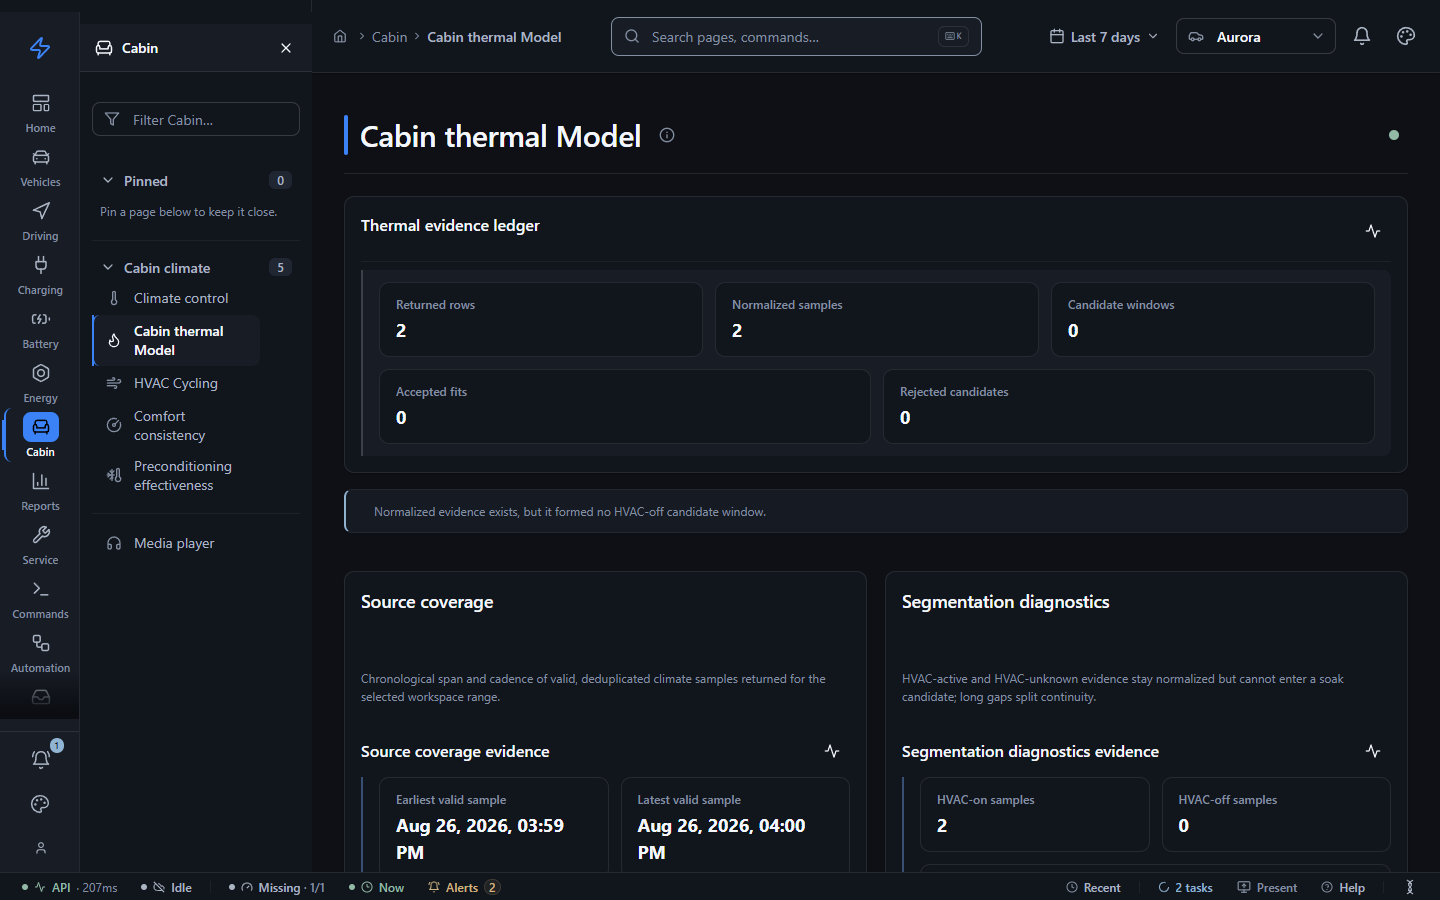 Cabin
Cabin
Cabin thermal Model
Search pages, commands...
K
Last 7 days
Aurora
Home
Vehicles
Driving
Charging
Battery
Energy
Cabin
Reports
Service
Commands
Automation
1
Filter Cabin...
Pinned
0
Pin a page below to keep it close.
Cabin climate
5
Climate control
Cabin thermal
Model
HVAC Cycling
Comfort
consistency
Preconditioning
effectiveness
Media player
Cabin thermal Model
Thermal evidence ledger
Returned rows
2
Normalized samples
2
Candidate windows
0
Accepted fits
0
Rejected candidates
0
Normalized evidence exists, but it formed no HVAC-off candidate window.
Source coverage
Chronological span and cadence of valid, deduplicated climate samples returned for the
selected workspace range.
Source coverage evidence
Earliest valid sample
Aug 26, 2026, 03:59
PM
Latest valid sample
Aug 26, 2026, 04:00
PM
Segmentation diagnostics
HVAC-active and HVAC-unknown evidence stay normalized but cannot enter a soak
candidate; long gaps split continuity.
Segmentation diagnostics evidence
HVAC-on samples
2
HVAC-off samples
0
API · 207ms
Idle
Missing · 1/1
Now
Alerts 2
Recent
2 tasks
Present
Help